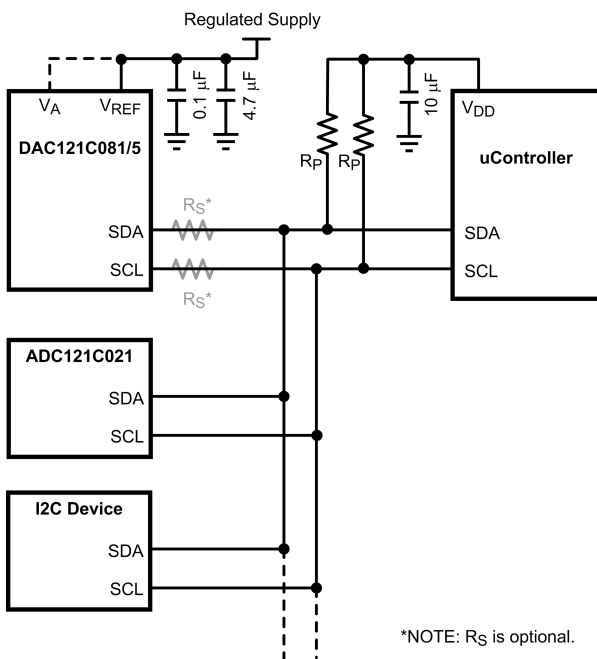 Regulated Supply
VA VREF
0.1 μF
4.7 μF
10 μF
VDD
DAC121C081/5
uController
RP RP
RS*
SDA
SDA
SCL
SCL
RS*
ADC121C021
SDA
SCL
I2C Device
SDA
SCL
*NOTE: RS is optional.